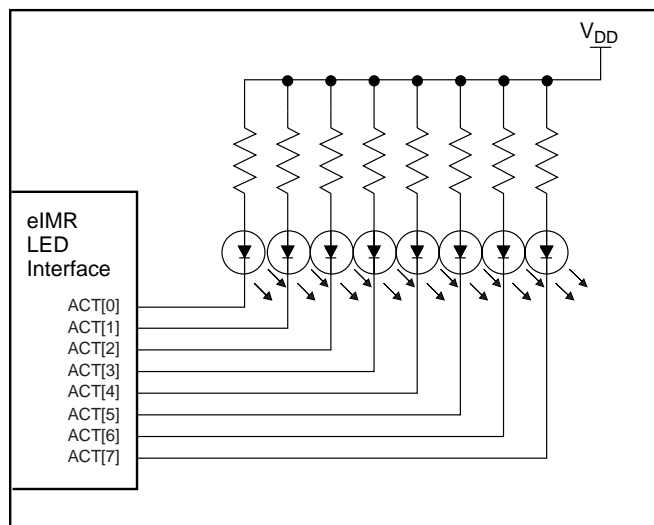 VDD
eIMR
LED
Interface
ACT[0]
ACT[1]
ACT[2]
ACT[3]
ACT[4]
ACT[5]
ACT[6]
ACT[7]